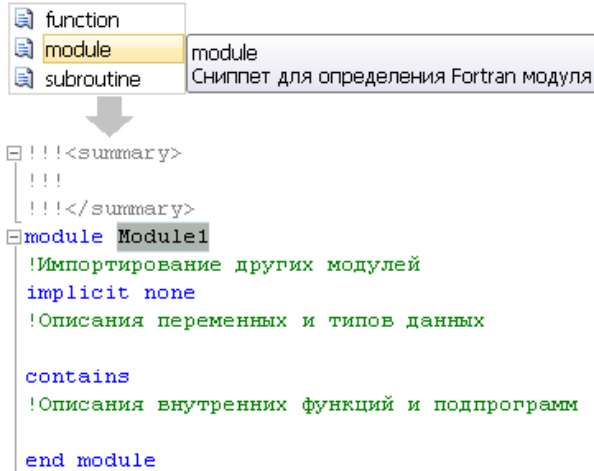 function
module
module
Сниппет для определения Fortran модуля
subroutine
!!!<summary>
!!!
!!!</summary>
module Module1
!Импортирование других модулей
implicit none
!Описания переменных и типов данных
contains
!Описания внутренних функций и подпрограмм
end module